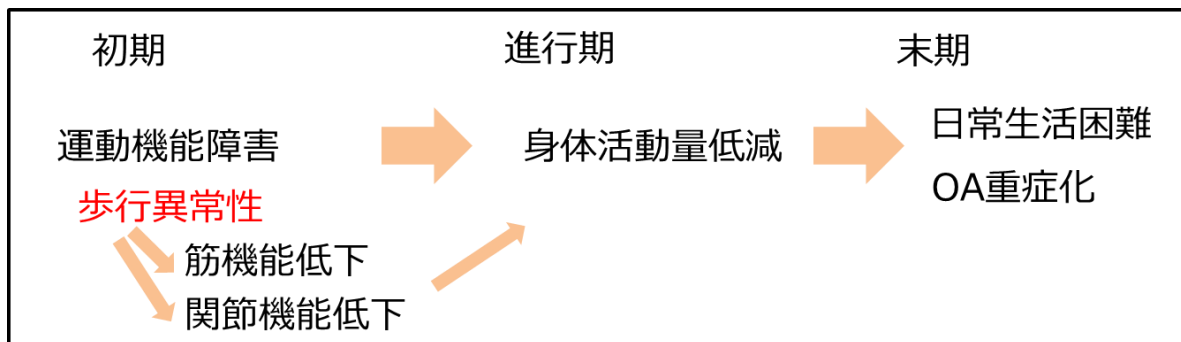 初期
進行期
末期
運動機能障害
身体活動量低減
日常生活困難
OA重症化
歩行異常性
筋機能低下
関節機能低下